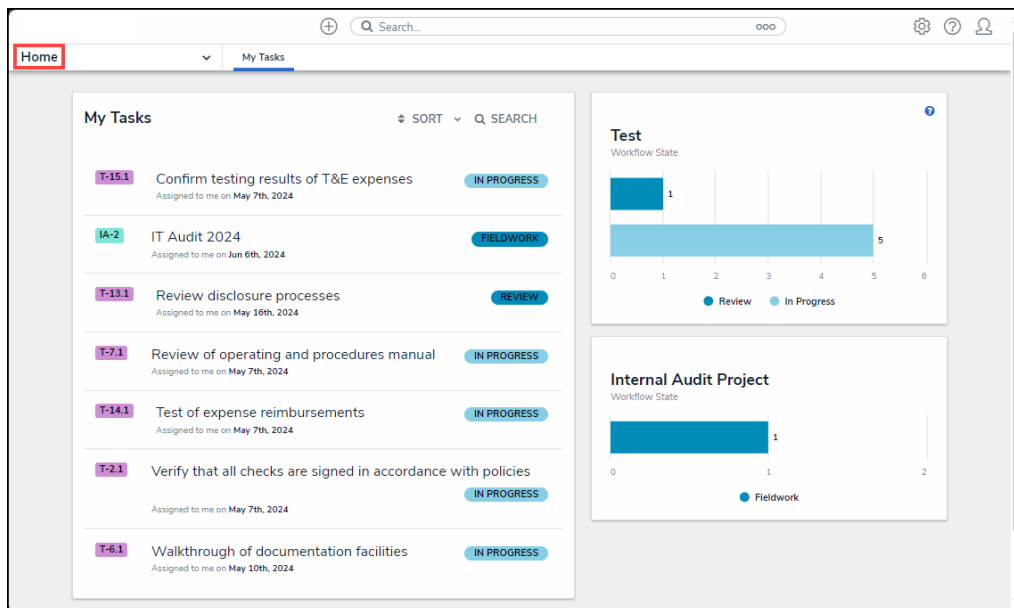 Search...
Home
My Tasks
My Tasks
SORT
SEARCH
T-15.1 Confirm testing results of T&E expenses IN PROGRESS
Assigned to me on May 7th, 2024
IA-2 IT Audit 2024 FIELDWORK
Assigned to me on Jun 6th, 2024
T-13.1 Review disclosure processes REVIEW
Assigned to me on May 16th, 2024
T-7.1 Review of operating and procedures manual IN PROGRESS
Assigned to me on May 7th, 2024
T-14.1 Test of expense reimbursements IN PROGRESS
Assigned to me on May 7th, 2024
T-2.1 Verify that all checks are signed in accordance with policies
IN PROGRESS
Assigned to me on May 7th, 2024
T-6.1 Walkthrough of documentation facilities IN PROGRESS
Assigned to me on May 10th, 2024
Test
Workflow State
1
5
0 1 2 3 4 5 6
Review In Progress
Internal Audit Project
Workflow State
1
0 1 2
Fieldwork